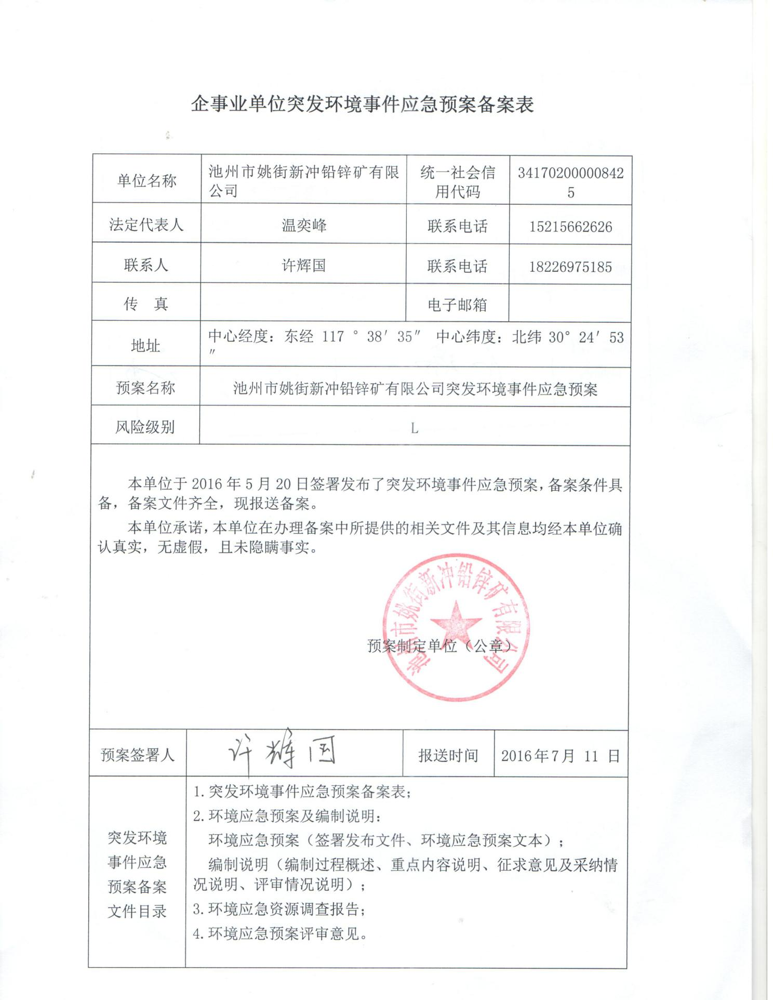 企事业单位突发环境事件应急预案备案表
单位名称
池州市姚街新冲铅锌矿有限
公司
统一社会信
用代码
34170200000842
5
法定代表人
温奕峰
联系电话
15215662626
联系人
许辉国
联系电话
18226975185
传 真
电子邮箱
地址
中心经度：东经 117 ° 38′ 35″ 中心纬度：北纬 30° 24′ 53
″
预案名称
池州市姚街新冲铅锌矿有限公司突发环境事件应急预案
风险级别
L
本单位于 2016 年 5 月 20 日签署发布了突发环境事件应急预案，备案条件具
备，备案文件齐全，现报送备案。
本单位承诺，本单位在办理备案中所提供的相关文件及其信息均经本单位确
认真实，无虚假，且未隐瞒事实。
池州市姚街新冲铅锌矿有限公司
预案制定单位（公章）
预案签署人
许辉国
报送时间
2016年7月 11 日
突发环境
事件应急
预案备案
文件目录
1.突发环境事件应急预案备案表；
2.环境应急预案及编制说明：
环境应急预案（签署发布文件、环境应急预案文本）；
编制说明（编制过程概述、重点内容说明、征求意见及采纳情
况说明、评审情况说明）；
3.环境应急资源调查报告；
4.环境应急预案评审意见。